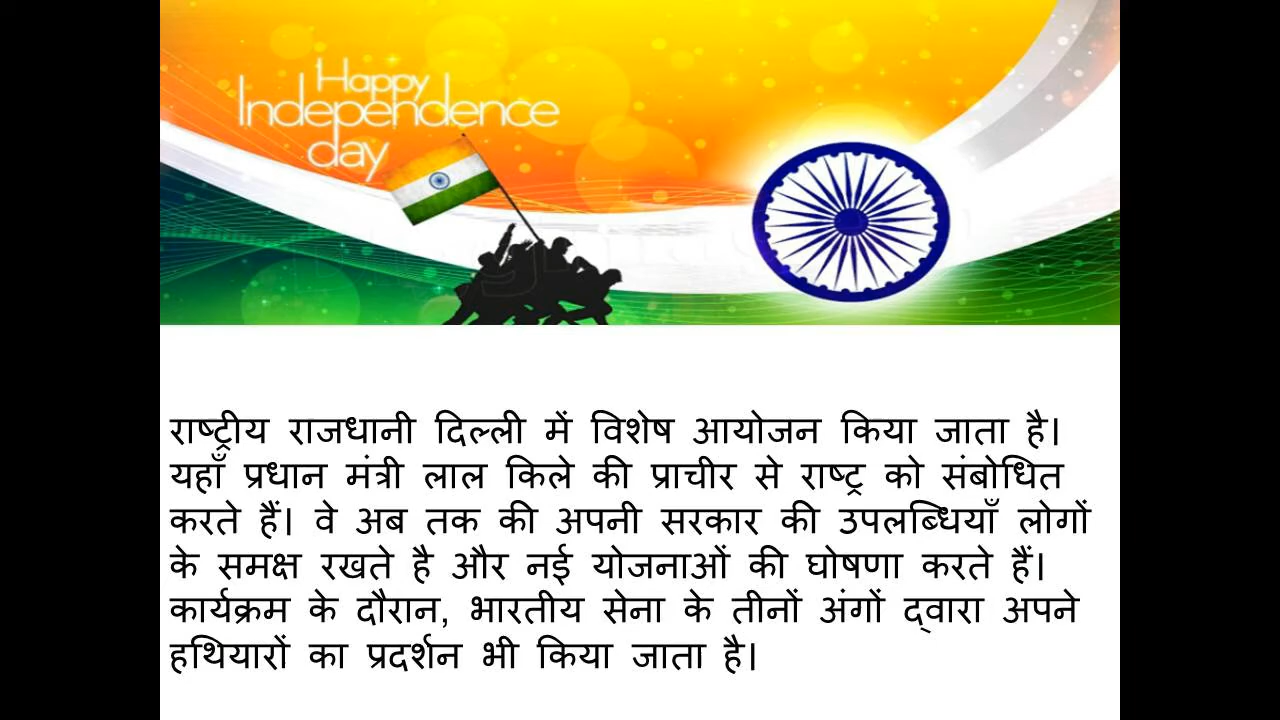 Happy
Independence
day
राष्ट्रीय राजधानी दिल्ली में विशेष आयोजन किया जाता है।
यहाँ प्रधान मंत्री लाल किले की प्राचीर से राष्ट्र को संबोधित
करते हैं। वे अब तक की अपनी सरकार की उपलब्धियाँ लोगों
के समक्ष रखते है और नई योजनाओं की घोषणा करते हैं।
कार्यक्रम के दौरान, भारतीय सेना के तीनों अंगों द्वारा अपने
हथियारों का प्रदर्शन भी किया जाता है।